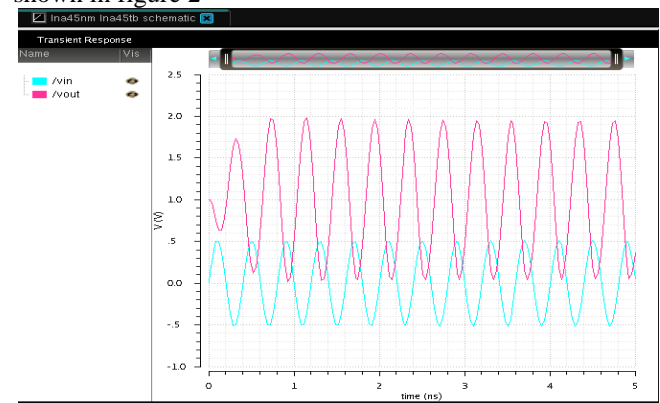 shown in figure 2
lna45nm lna45tb schematic
Transient Response
Name Vis
/vin
/vout
2.5
2.0
1.5
1.0
.5
0.0
-.5
-1.0
V (V)
0 1 2 3 4 5
time (ns)